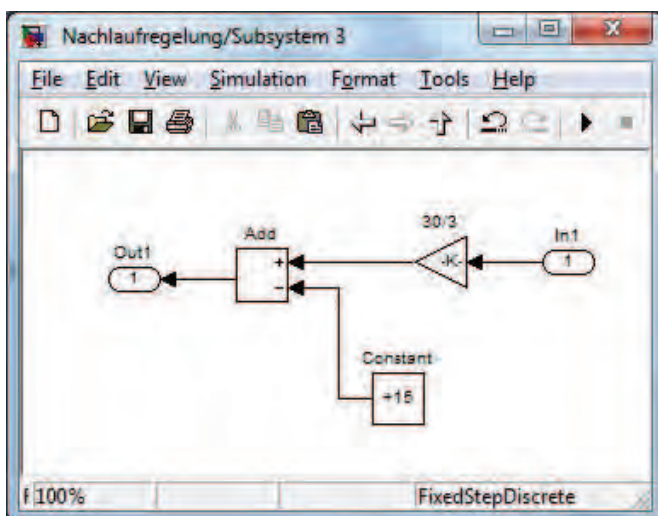 Nachlaufregelung/Subsystem 3
File Edit View Simulation Format Tools Help
30/3
Add
In1
Out1
+
-K-
1
1
−
Constant
+15
100%
FixedStepDiscrete